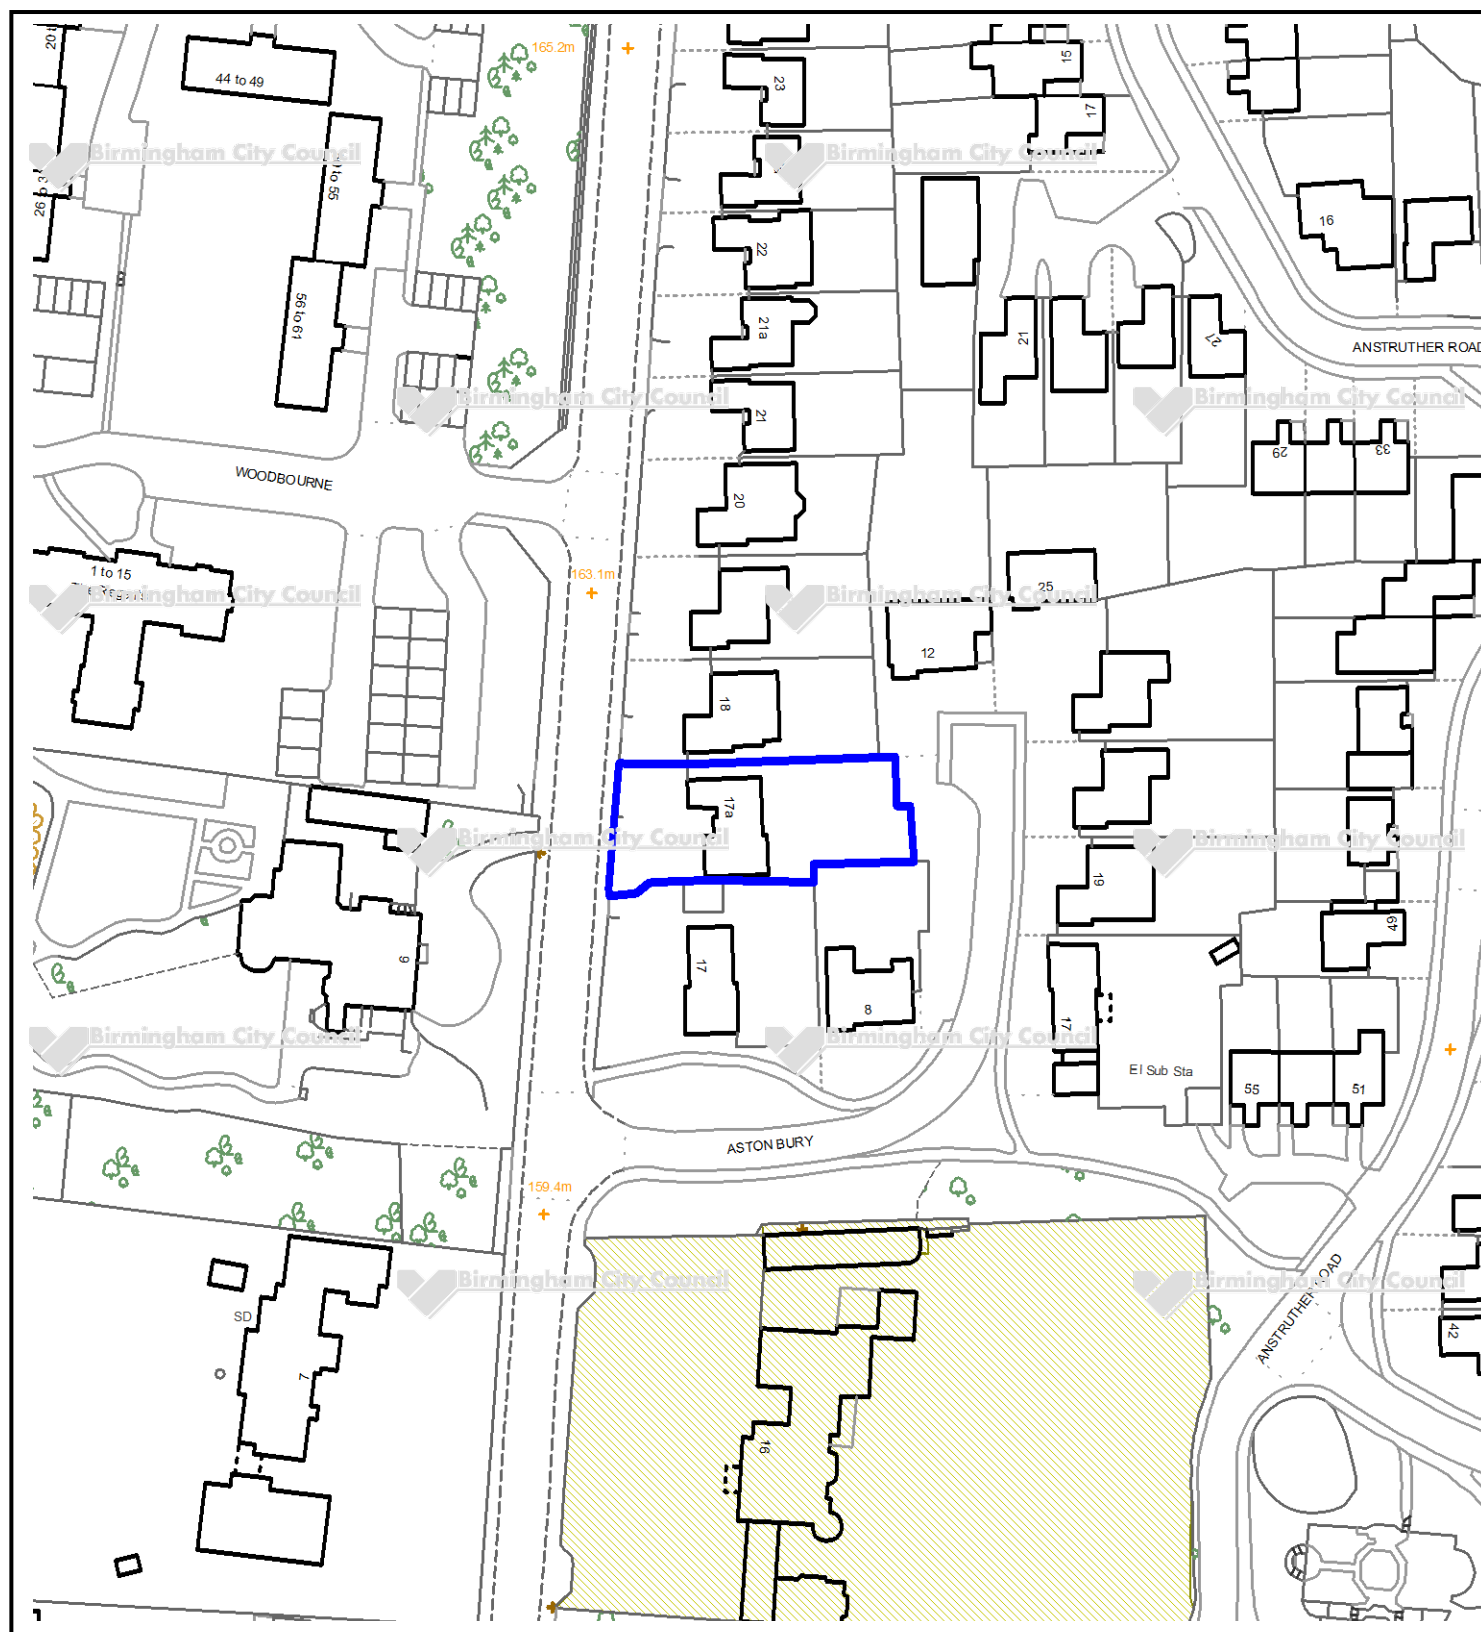 165.2m
23
15
17
44 to 49
Birmingham City Council
Birmingham City Council
to 55
16
22
56 to 61
21a
21
27
ANSTRUTHER ROAD
Birmingham City Council
Birmingham City Council
21
29
33
WOODBOURNE
20
163.1m
1 to 15
Birmingham City Council
Birmingham City Council
25
12
18
17a
Birmingham City Council
Birmingham City Council
19
49
9
17
8
17
Birmingham City Council
Birmingham City Council
El Sub Sta
55
51
ASTON BURY
159.4m
Birmingham City Council
Birmingham City Council
ANSTRUTHER ROAD
SD
42
7
16